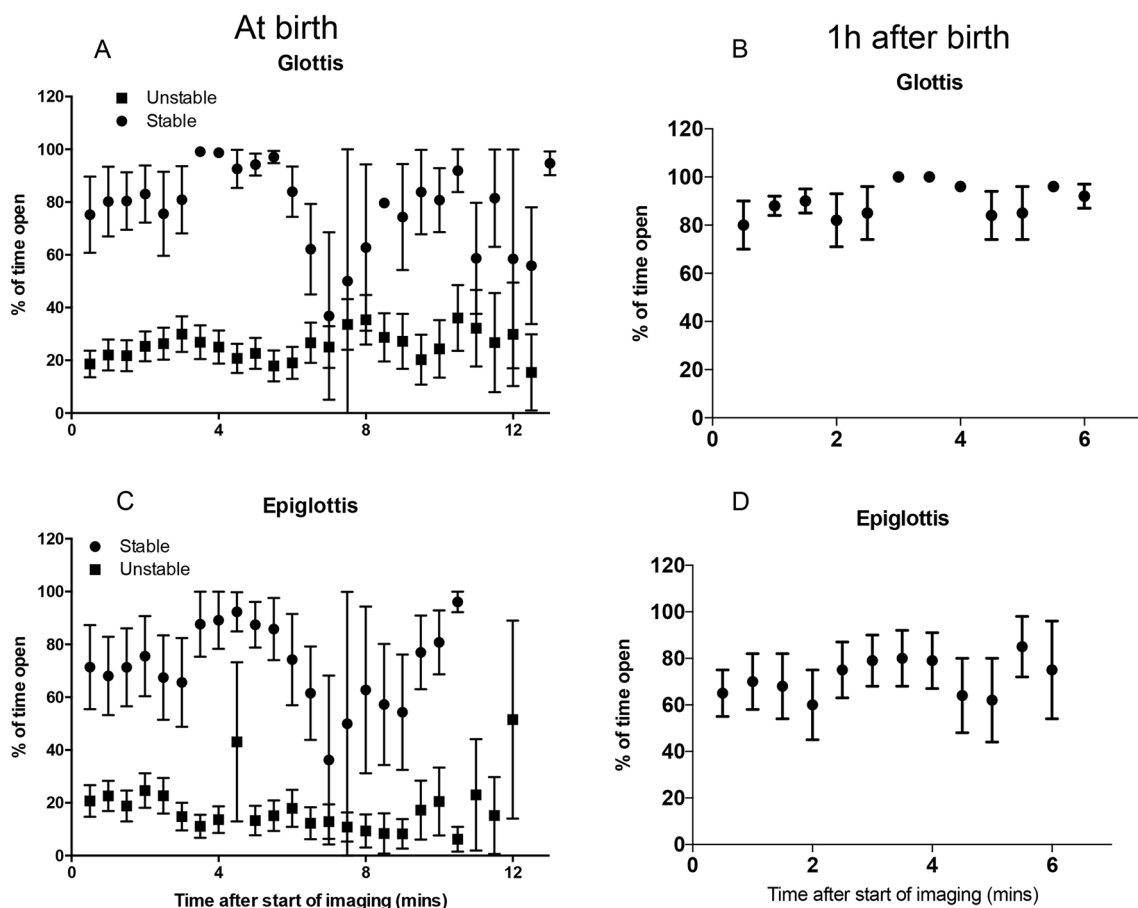 At birth
A
Glottis
Unstable
Stable
120
100
80
60
40
20
0
% of time open
0 4 8 12
1h after birth
B
Glottis
120
100
80
60
40
20
0
% of time open
0 2 4 6
C
Epiglottis
Stable
Unstable
120
100
80
60
40
20
0
% of time open
0 4 8 12
Time after start of imaging (mins)
D
Epiglottis
120
100
80
60
40
20
0
% of time open
0 2 4 6
Time after start of imaging (mins)